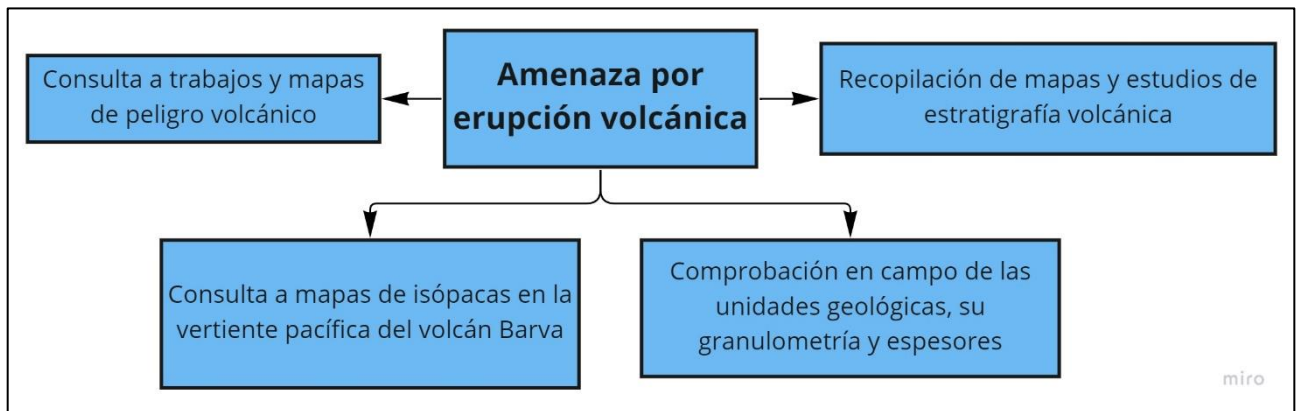 Amenaza por
erupción volcánica
Consulta a trabajos y mapas
de peligro volcánico
Recopilación de mapas y estudios de
estratigrafía volcánica
Consulta a mapas de isópacas en la
vertiente pacífica del volcán Barva
Comprobación en campo de las
unidades geológicas, su
granulometría y espesores
miro